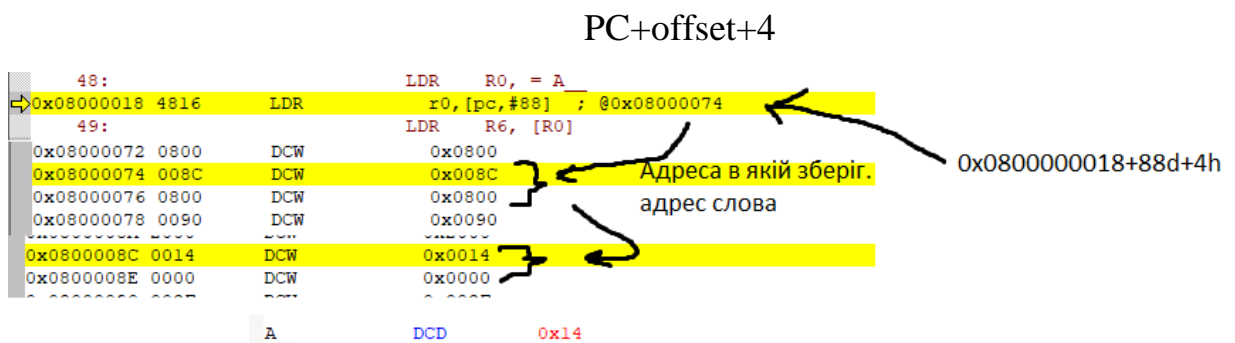 PC+offset+4
48: LDR R0, = A__
0x08000018 4816 LDR r0,[pc,#88] ; @0x08000074
49: LDR R6, [R0]
0x08000072 0800 DCW 0x0800
0x08000074 008C DCW 0x008C
0x08000076 0800 DCW 0x0800
0x08000078 0090 DCW 0x0090
0x0800008C 0014 DCW 0x0014
0x0800008E 0000 DCW 0x0000
Адреса в якій зберіг.
адрес слова
0x0800000018+88d+4h
A__ DCD 0x14